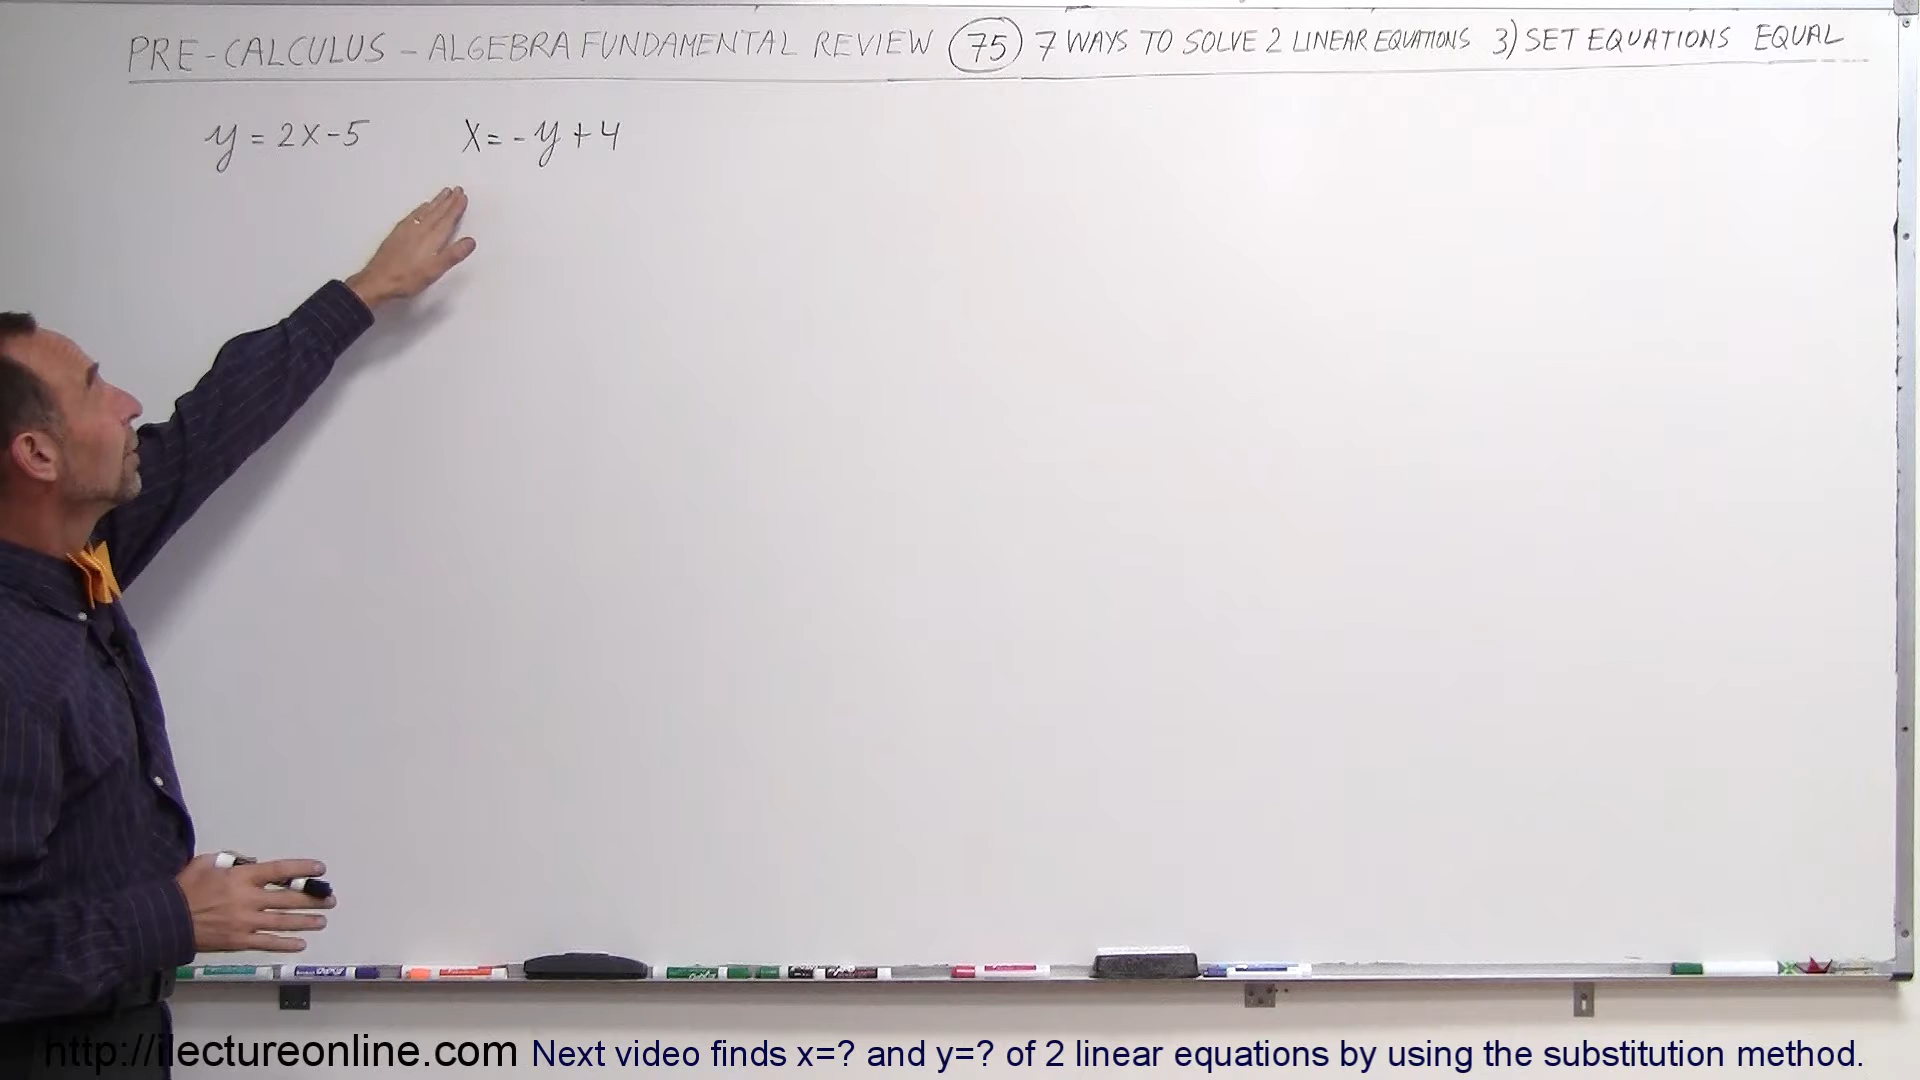 PRE-CALCULUS - ALGEBRA FUNDAMENTAL REVIEW 75 7 WAYS TO SOLVE 2 LINEAR EQUATIONS 3) SET EQUATIONS EQUAL
y = 2x-5 x = -y + 4
http://ilectureonline.com Next video finds x=? and y=? of 2 linear equations by using the substitution method.